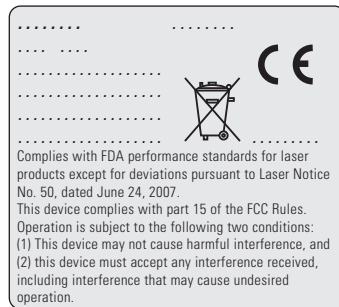 CE
Complies with FDA performance standards for laser
products except for deviations pursuant to Laser Notice
No. 50, dated June 24, 2007.
This device complies with part 15 of the FCC Rules.
Operation is subject to the following two conditions:
(1) This device may not cause harmful interference, and
(2) this device must accept any interference received,
including interference that may cause undesired
operation.